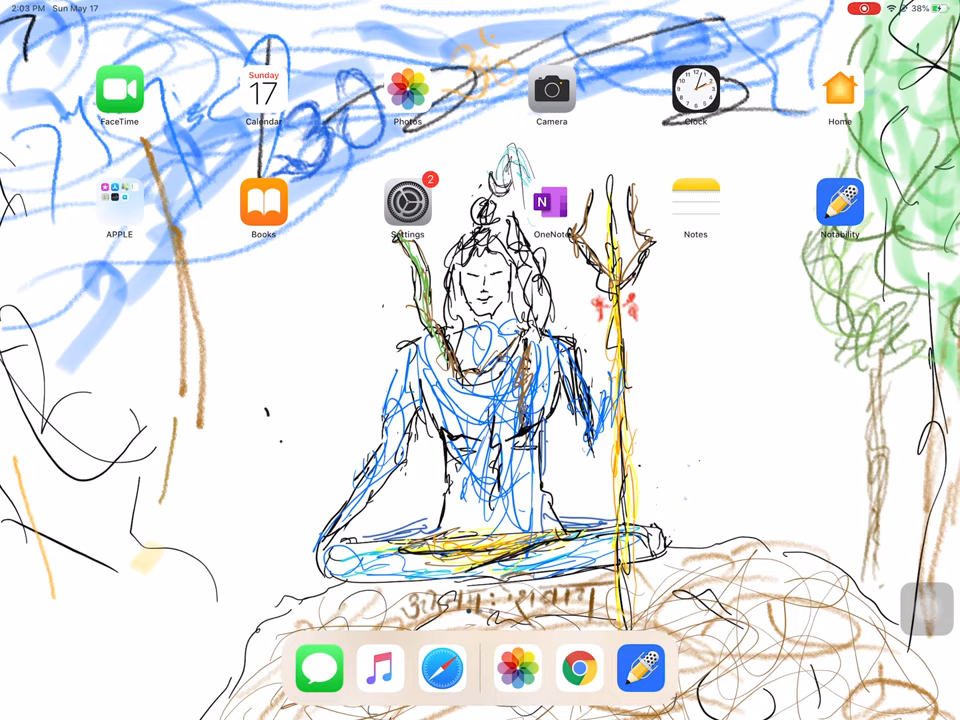 2:03 PM Sun May 17 38%
Sunday
17
FaceTime Calendar Photos Camera Clock Home
2
N
APPLE Books Settings OneNote Notes Notability
ॐ